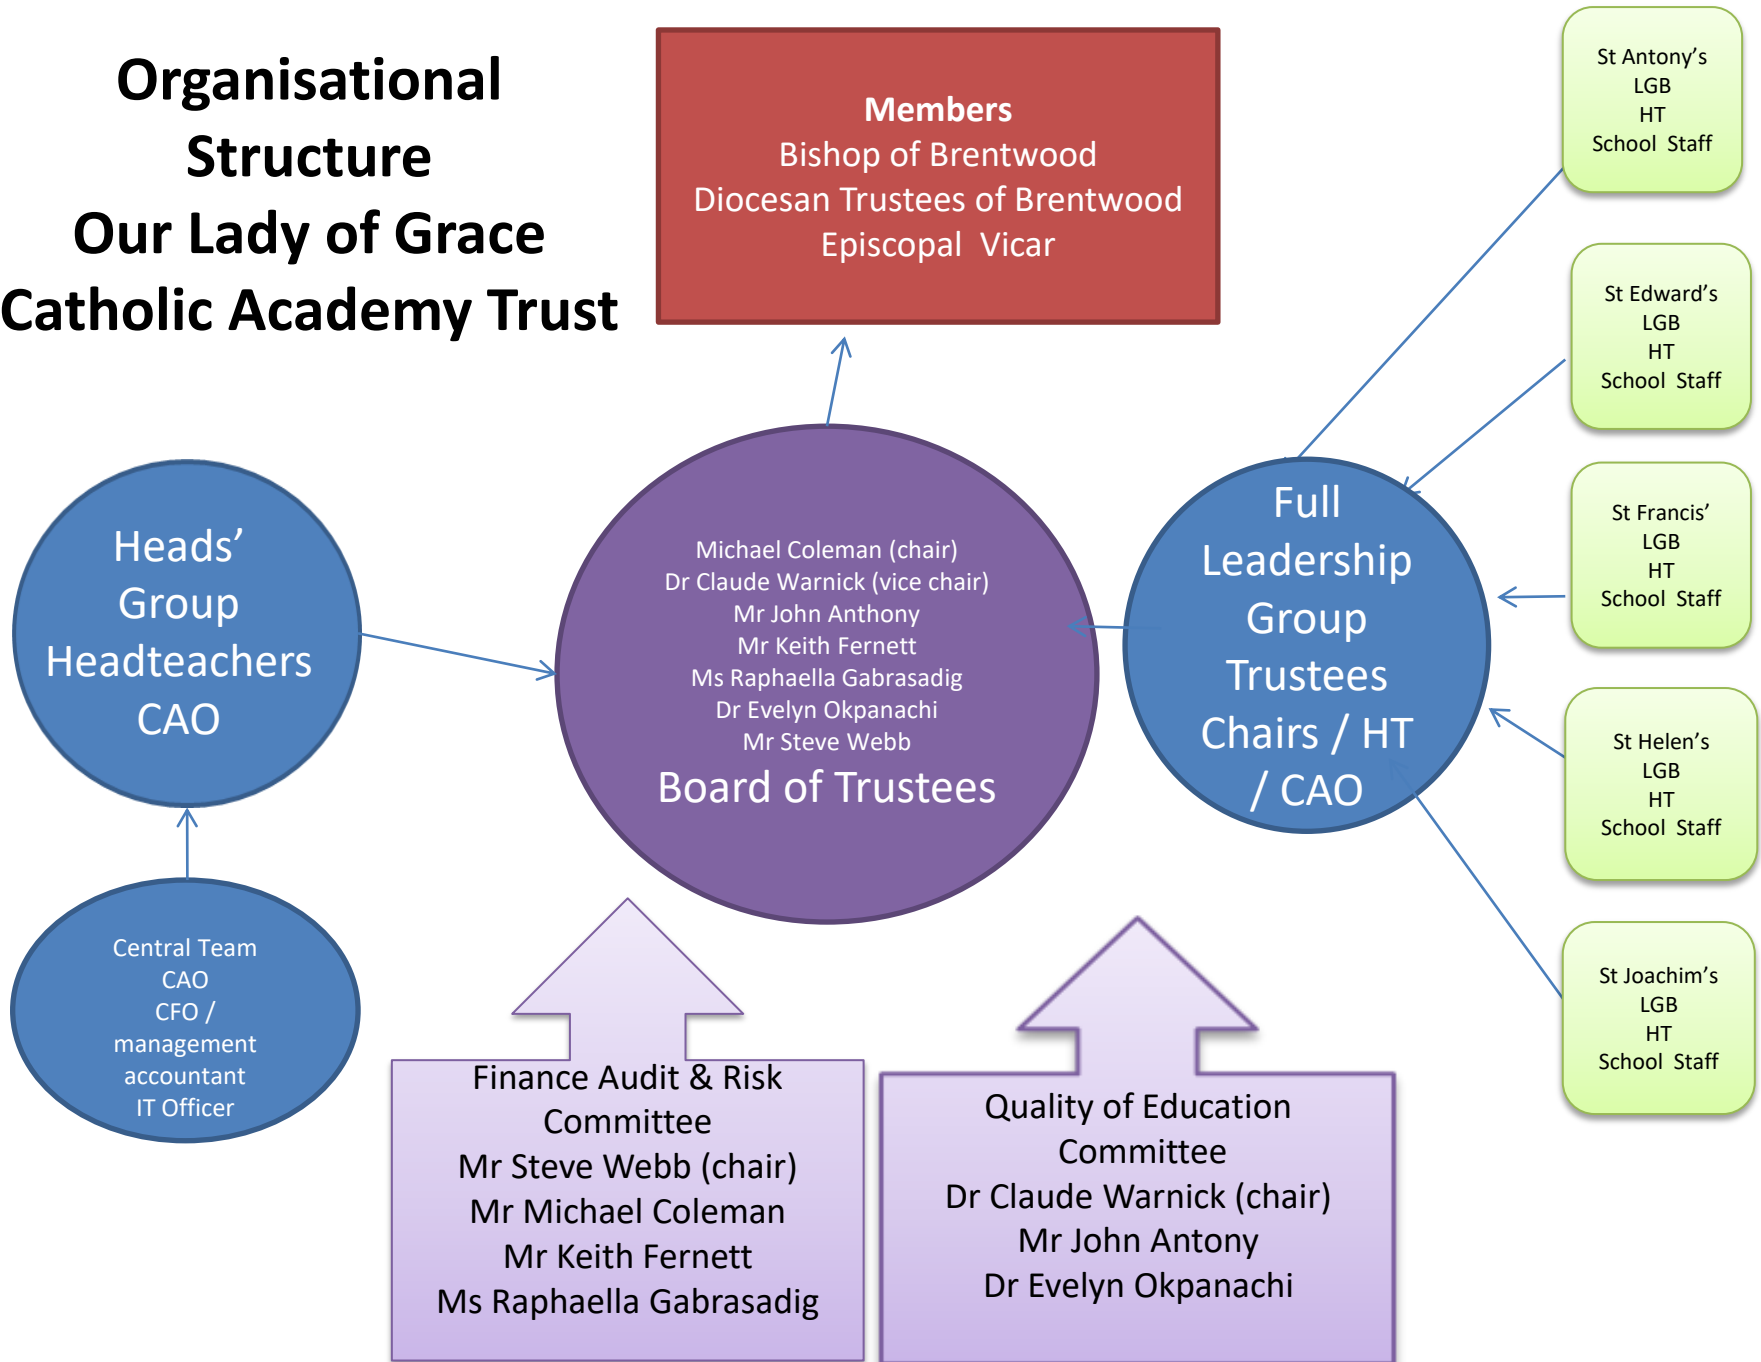 Organisational
Structure
Our Lady of Grace
Catholic Academy Trust
Members
Bishop of Brentwood
Diocesan Trustees of Brentwood
Episcopal Vicar
St Antony’s
LGB
HT
School Staff
St Edward’s
LGB
HT
School Staff
St Francis’
LGB
HT
School Staff
St Helen’s
LGB
HT
School Staff
St Joachim’s
LGB
HT
School Staff
Heads’
Group
Headteachers
CAO
Michael Coleman (chair)
Dr Claude Warnick (vice chair)
Mr John Anthony
Mr Keith Fernett
Ms Raphaella Gabrasadig
Dr Evelyn Okpanachi
Mr Steve Webb
Board of Trustees
Full
Leadership
Group
Trustees
Chairs / HT
/ CAO
Central Team
CAO
CFO /
management
accountant
IT Officer
Finance Audit & Risk
Committee
Mr Steve Webb (chair)
Mr Michael Coleman
Mr Keith Fernett
Ms Raphaella Gabrasadig
Quality of Education
Committee
Dr Claude Warnick (chair)
Mr John Antony
Dr Evelyn Okpanachi